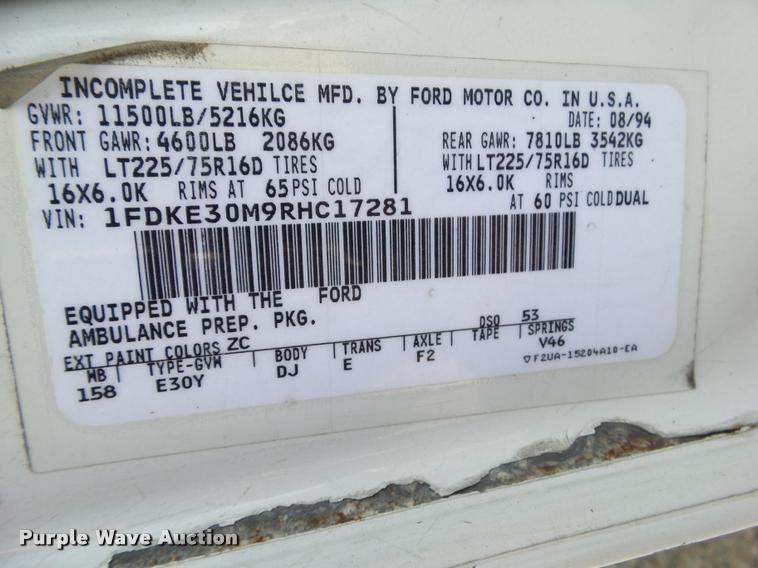 INCOMPLETE VEHILCE MFD. BY FORD MOTOR CO. IN U.S.A.
GVWR: 11500LB/5216KG DATE: 08/94
FRONT GAWR: 4600LB 2086KG REAR GAWR: 7810LB 3542KG
WITH LT225/75R16D TIRES WITH LT225/75R16D TIRES
16X6.0K RIMS AT 65 PSI COLD 16X6.0K RIMS
VIN: 1FDKE30M9RHC17281 AT 60 PSI COLD DUAL
EQUIPPED WITH THE FORD
AMBULANCE PREP. PKG.
EXT PAINT COLORS ZC DSO 53
WB TYPE-GVW BODY TRANS AXLE TAPE SPRINGS
158 E30Y DJ E F2 V46
F2UA-15204A10-EA
Purple Wave Auction